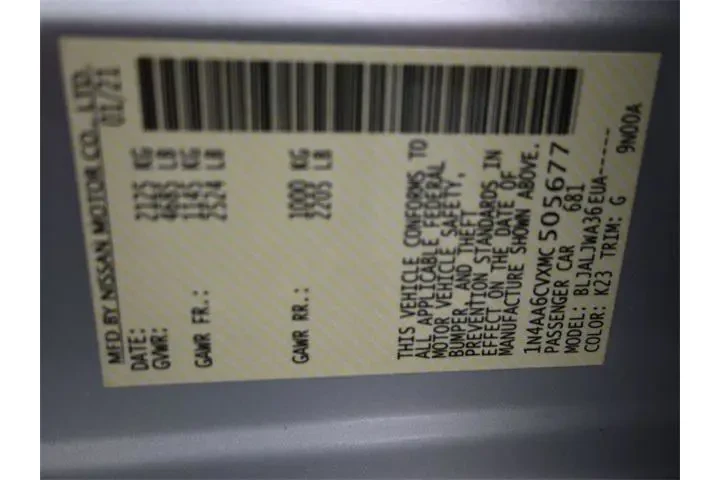 MFD BY NISSAN MOTOR CO., LTD.
DATE: 01/21
GVWR: 2125 KG
4685 LB
GAWR FR.: 1145 KG
2524 LB
GAWR RR.: 1000 KG
2205 LB
THIS VEHICLE CONFORMS TO
ALL APPLICABLE FEDERAL
MOTOR VEHICLE SAFETY,
BUMPER, AND THEFT
PREVENTION STANDARDS IN
EFFECT ON THE DATE OF
MANUFACTURE SHOWN ABOVE.
1N4AA6CVXMC505677
PASSENGER CAR 681
MODEL: BLJALJWA36EUA-----
COLOR: K23 TRIM: G 9N00A